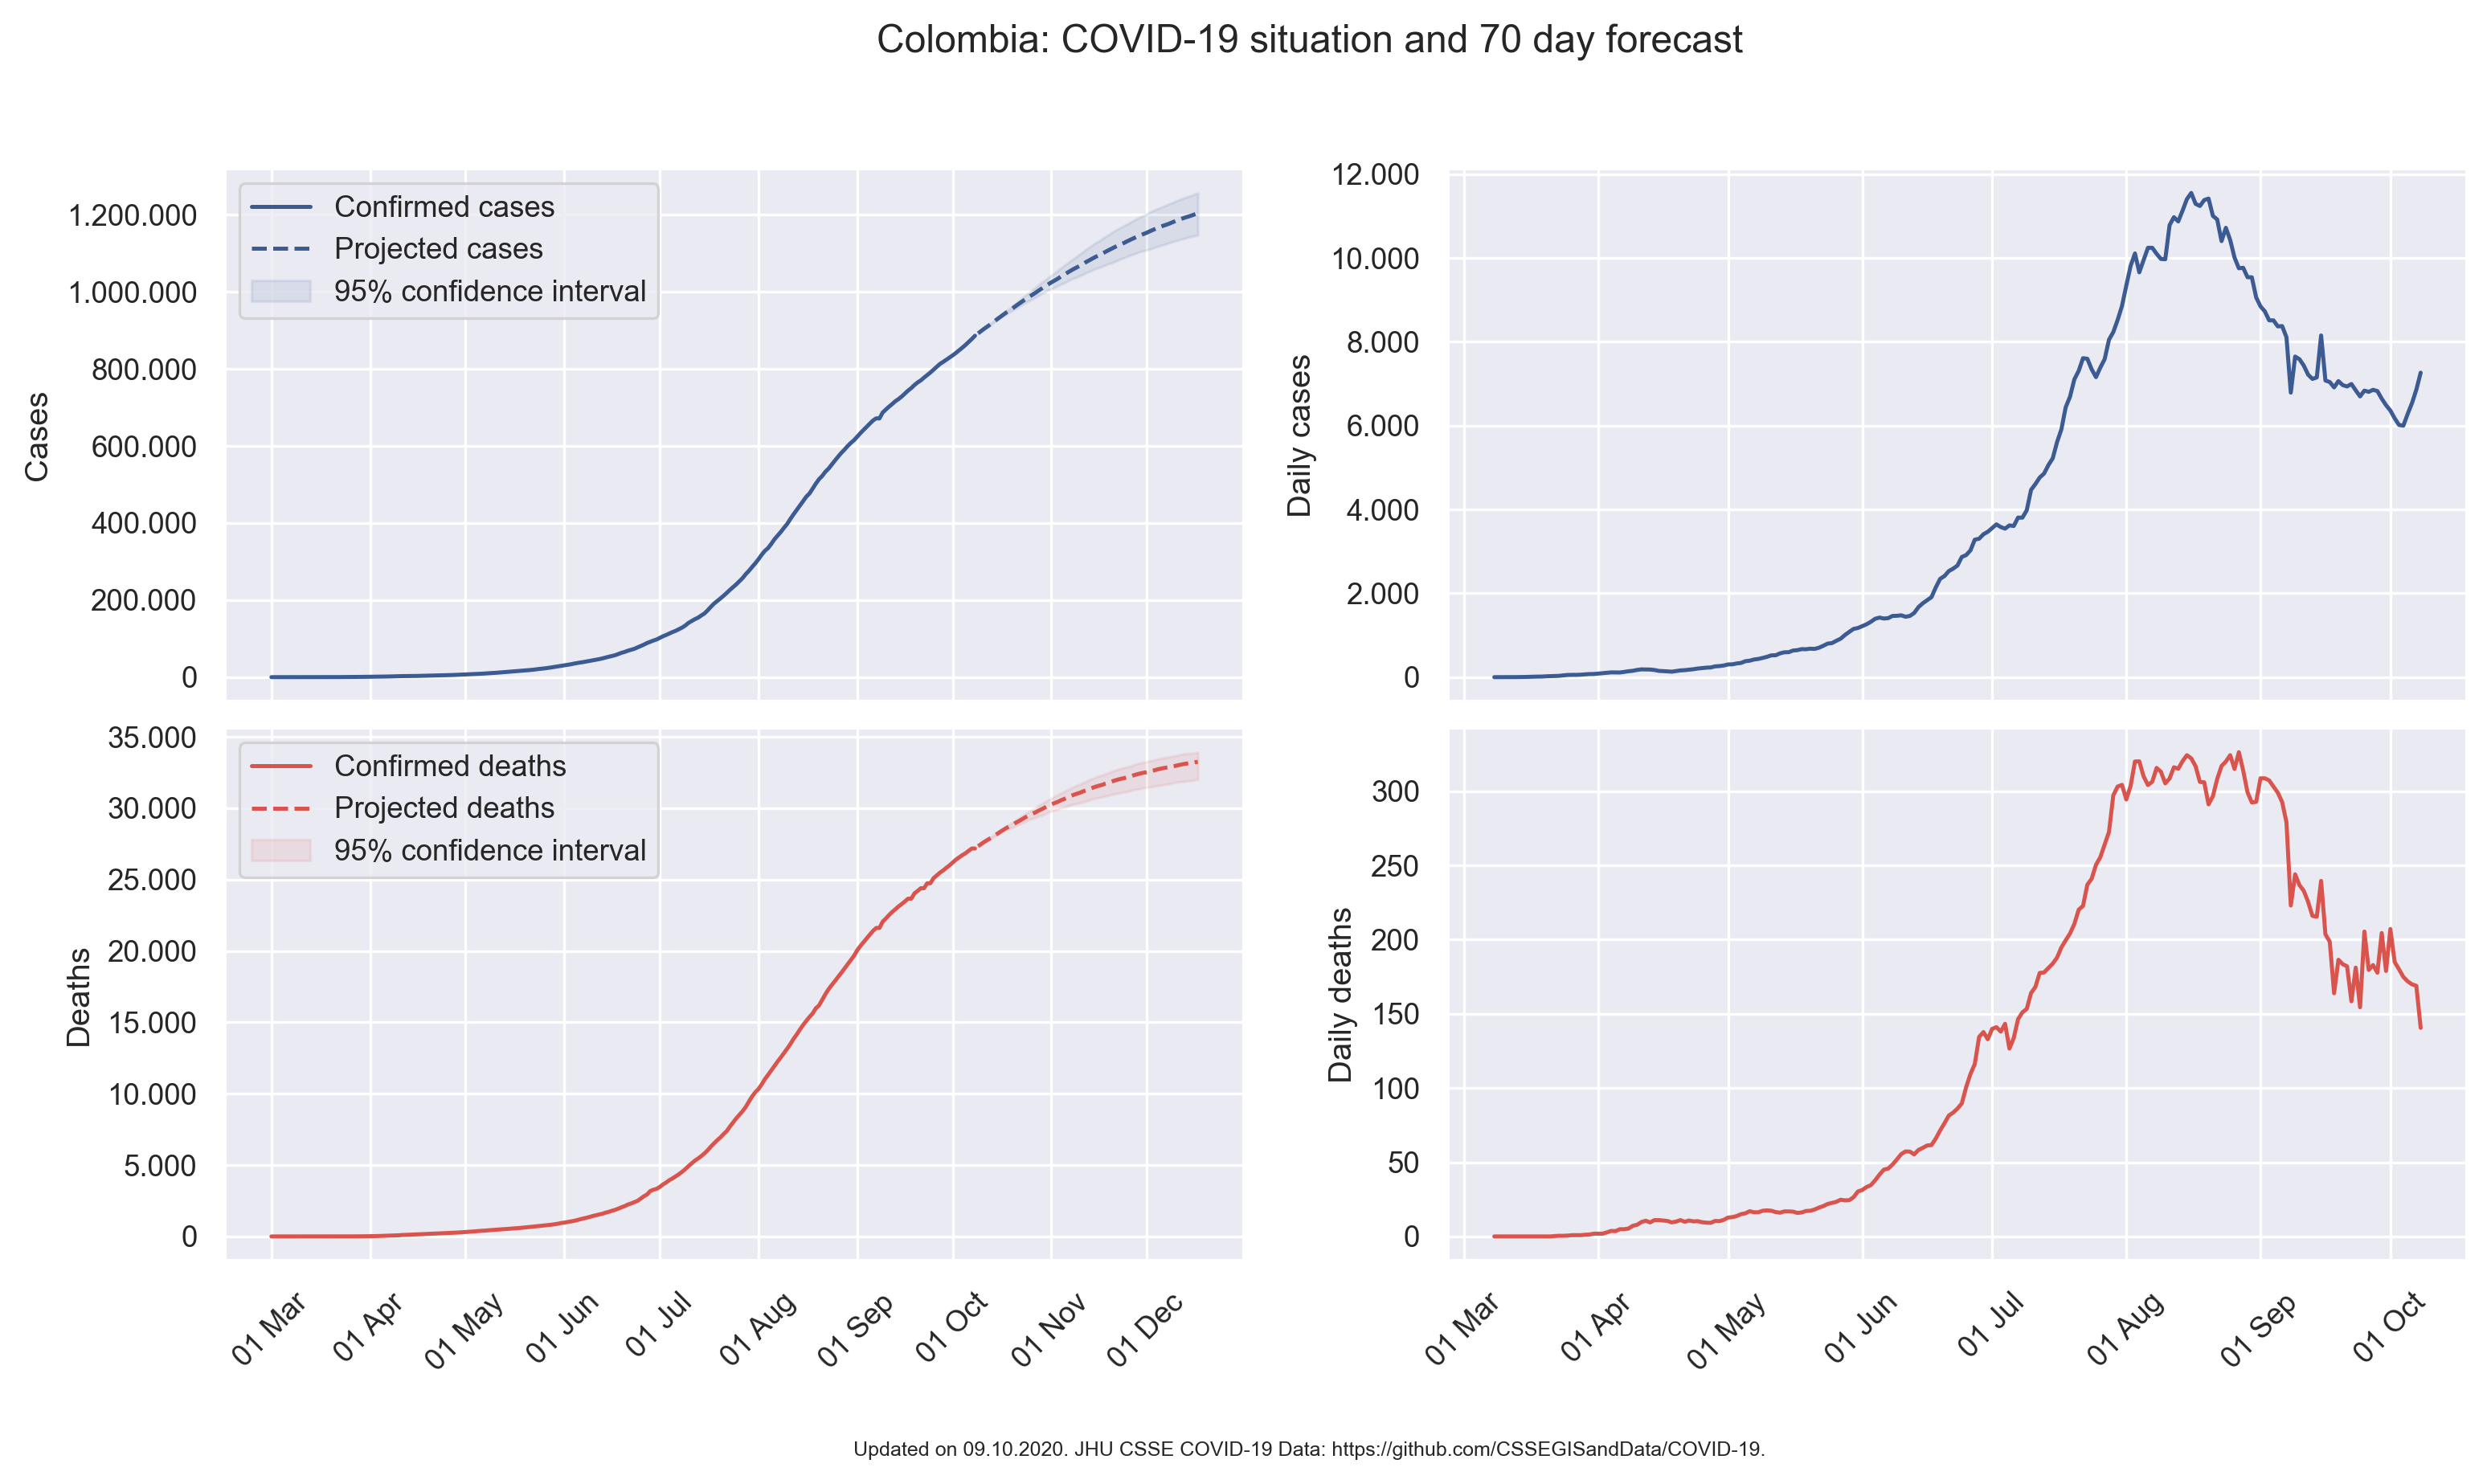 Colombia: COVID-19 situation and 70 day forecast
Confirmed cases
Projected cases
95% confidence interval
1.200.000
1.000.000
800.000
600.000
400.000
200.000
0
Cases
12.000
10.000
8.000
6.000
4.000
2.000
0
Daily cases
Confirmed deaths
Projected deaths
95% confidence interval
35.000
30.000
25.000
20.000
15.000
10.000
5.000
0
Deaths
01 Mar
01 Apr
01 May
01 Jun
01 Jul
01 Aug
01 Sep
01 Oct
01 Nov
01 Dec
300
250
200
150
100
50
0
Daily deaths
01 Mar
01 Apr
01 May
01 Jun
01 Jul
01 Aug
01 Sep
01 Oct
Updated on 09.10.2020. JHU CSSE COVID-19 Data: https://github.com/CSSEGISandData/COVID-19.